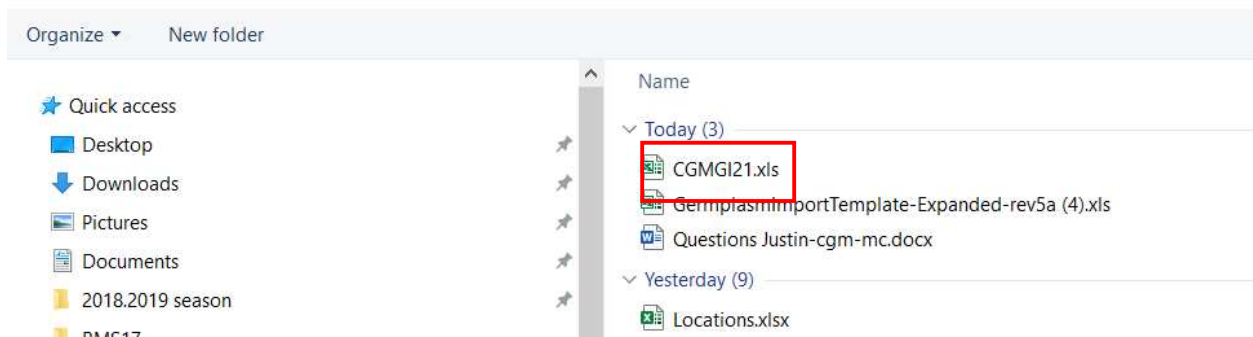 Organize New folder
Quick access
Desktop
Downloads
Pictures
Documents
2018.2019 season
BMS17
Name
Today (3)
CGMGI21.xls
GermplasmImportTemplate-Expanded-rev5a (4).xls
Questions Justin-cgm-mc.docx
Yesterday (9)
Locations.xlsx